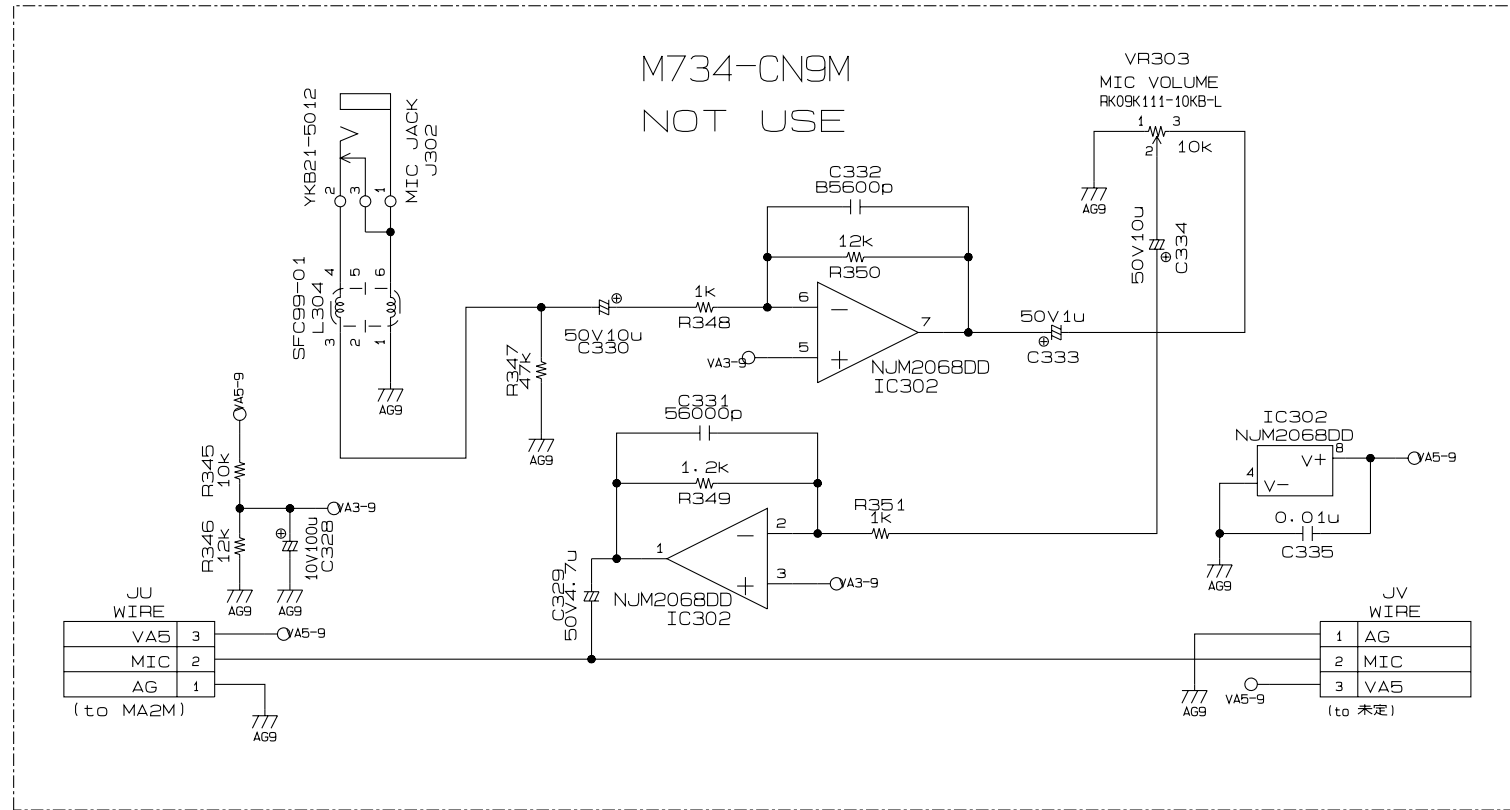 M734-CN9M
NOT USE
VR303
MIC VOLUME
RK09K111-10KB-L
1
3
2
10k
AG9
YKB21-5012
MIC JACK
J302
2
3
1
SFC99-01
L304
4
5
6
3
2
1
AG9
C332
B5600p
12k
R350
50V10u
C334
1k
R348
50V10u
C330
R347
47k
AG9
6
5
7
VA3-9
NJM2068DD
IC302
50V1u
C333
VA5-9
R345
10k
R346
12k
VA3-9
10V100u
C328
AG9
AG9
C331
56000p
1.2k
R349
R351
1k
1
2
3
VA3-9
NJM2068DD
IC302
C329
50V4.7u
IC302
NJM2068DD
8
V+
4
V-
VA5-9
0.01u
C335
AG9
JU
WIRE
VA5 3
VA5-9
MIC 2
AG 1
(to MA2M)
AG9
JV
WIRE
1 AG
2 MIC
3 VA5
VA5-9
AG9
(to 未定)